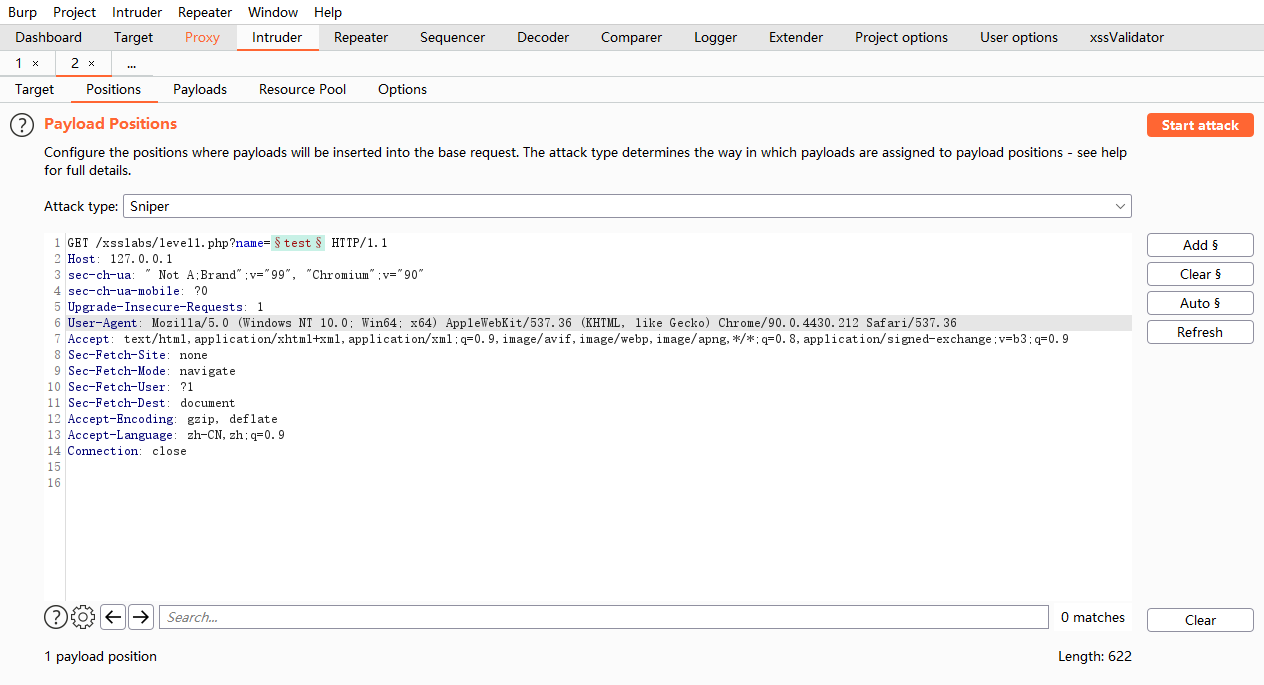 Burp Project Intruder Repeater Window Help
Dashboard Target Proxy Intruder Repeater Sequencer Decoder Comparer Logger Extender Project options User options xssValidator
1 × 2 × ...
Target Positions Payloads Resource Pool Options
? Payload Positions Start attack
Configure the positions where payloads will be inserted into the base request. The attack type determines the way in which payloads are assigned to payload positions - see help
for full details.
Attack type: Sniper
1 GET /xsslabs/level1.php?name=§test§ HTTP/1.1
2 Host: 127.0.0.1
3 sec-ch-ua: " Not A;Brand";v="99", "Chromium";v="90"
4 sec-ch-ua-mobile: ?0
5 Upgrade-Insecure-Requests: 1
6 User-Agent: Mozilla/5.0 (Windows NT 10.0; Win64; x64) AppleWebKit/537.36 (KHTML, like Gecko) Chrome/90.0.4430.212 Safari/537.36
7 Accept: text/html,application/xhtml+xml,application/xml;q=0.9,image/avif,image/webp,image/apng,*/*;q=0.8,application/signed-exchange;v=b3;q=0.9
8 Sec-Fetch-Site: none
9 Sec-Fetch-Mode: navigate
10 Sec-Fetch-User: ?1
11 Sec-Fetch-Dest: document
12 Accept-Encoding: gzip, deflate
13 Accept-Language: zh-CN,zh;q=0.9
14 Connection: close
15
16
Add §
Clear §
Auto §
Refresh
? Search... 0 matches Clear
1 payload position Length: 622